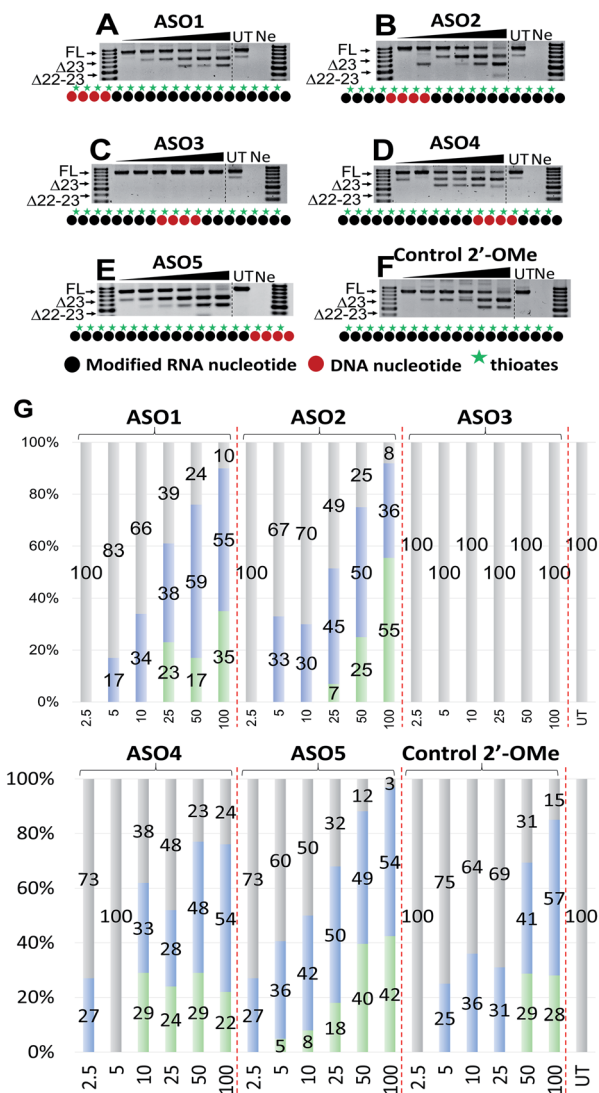 A ASO1
FL
UT Ne
Δ23
Δ22-23
B ASO2
FL
UT Ne
Δ23
Δ22-23
C ASO3
FL
UT Ne
Δ23
Δ22-23
D ASO4
FL
UT Ne
Δ23
Δ22-23
E ASO5
FL
UT Ne
Δ23
Δ22-23
F Control 2'-OMe
FL
UT Ne
Δ23
Δ22-23
Modified RNA nucleotide DNA nucleotide thioates
G
ASO1 ASO2 ASO3
100%
80%
60%
40%
20%
0%
100
83 17
66 34
39 38 23
24 59 17
10 55 35
100
67 33
70 30
49 45 7
25 50 25
8 36 55
100 100 100 100 100 100
100
2.5 5 10 25 50 100 2.5 5 10 25 50 100 2.5 5 10 25 50 100 UT
ASO4 ASO5 Control 2'-OMe
100%
80%
60%
40%
20%
0%
73 27
100
38 33 29
48 28 24
23 48 29
24 54 22
73 27
60 36 5
50 42 8
32 50 18
12 49 40
3 54 42
100
75 25
64 36
69 31
31 41 29
15 57 28
100
2.5 5 10 25 50 100 2.5 5 10 25 50 100 2.5 5 10 25 50 100 UT